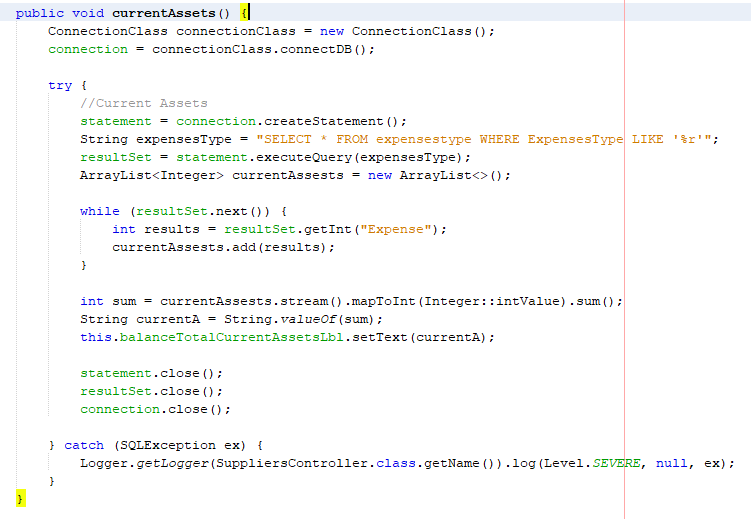 public void currentAssets() {
ConnectionClass connectionClass = new ConnectionClass();
connection = connectionClass.connectDB();
try {
//Current Assets
statement = connection.createStatement();
String expensesType = "SELECT * FROM expensestype WHERE ExpensesType LIKE '%r'";
resultSet = statement.executeQuery(expensesType);
ArrayList<Integer> currentAssests = new ArrayList<>();
while (resultSet.next()) {
int results = resultSet.getInt("Expense");
currentAssests.add(results);
}
int sum = currentAssests.stream().mapToInt(Integer::intValue).sum();
String currentA = String.valueOf(sum);
this.balanceTotalCurrentAssetsLbl.setText(currentA);
statement.close();
resultSet.close();
connection.close();
} catch (SQLException ex) {
Logger.getLogger(SuppliersController.class.getName()).log(Level.SEVERE, null, ex);
}
}